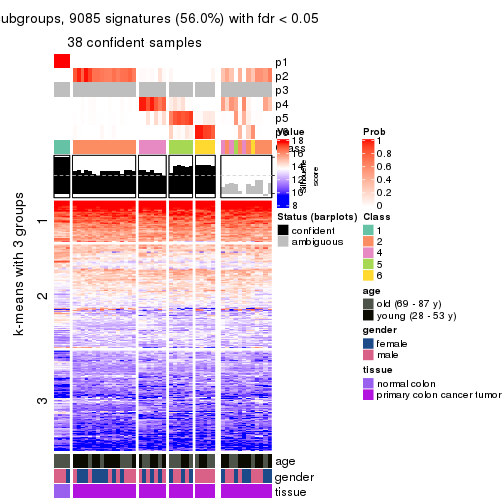 ubgroups, 9085 signatures (56.0%) with fdr < 0.05
38 confident samples
p1
p2
p3
p4
p5
Class
k-means with 3 groups
1
2
3
Value
18
16
14
12
10
8
Silhouette
score
Status (barplots)
confident
ambiguous
Prob
1
0.8
0.6
0.4
0.2
0
Class
1
2
4
5
6
age
old (69 - 87 y)
young (28 - 53 y)
gender
female
male
tissue
normal colon
primary colon cancer tumor
age
gender
tissue